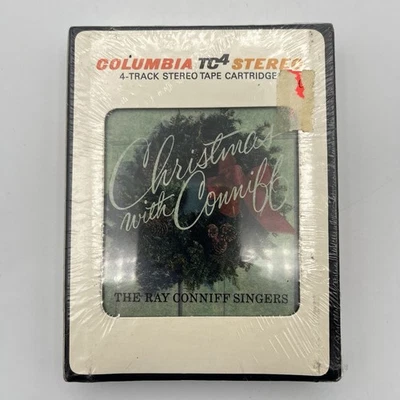 COLUMBIA TC4 STEREO
4-TRACK STEREO TAPE CARTRIDGE
Christmas
with Conniff
THE RAY CONNIFF SINGERS